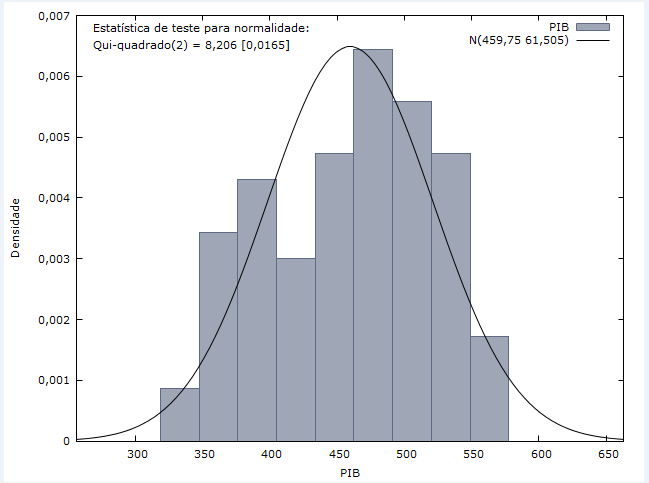 Estatística de teste para normalidade:
Qui-quadrado(2) = 8,206 [0,0165]
PIB
N(459,75 61,505)
Densidade
0,007
0,006
0,005
0,004
0,003
0,002
0,001
0
300 350 400 450 500 550 600 650
PIB